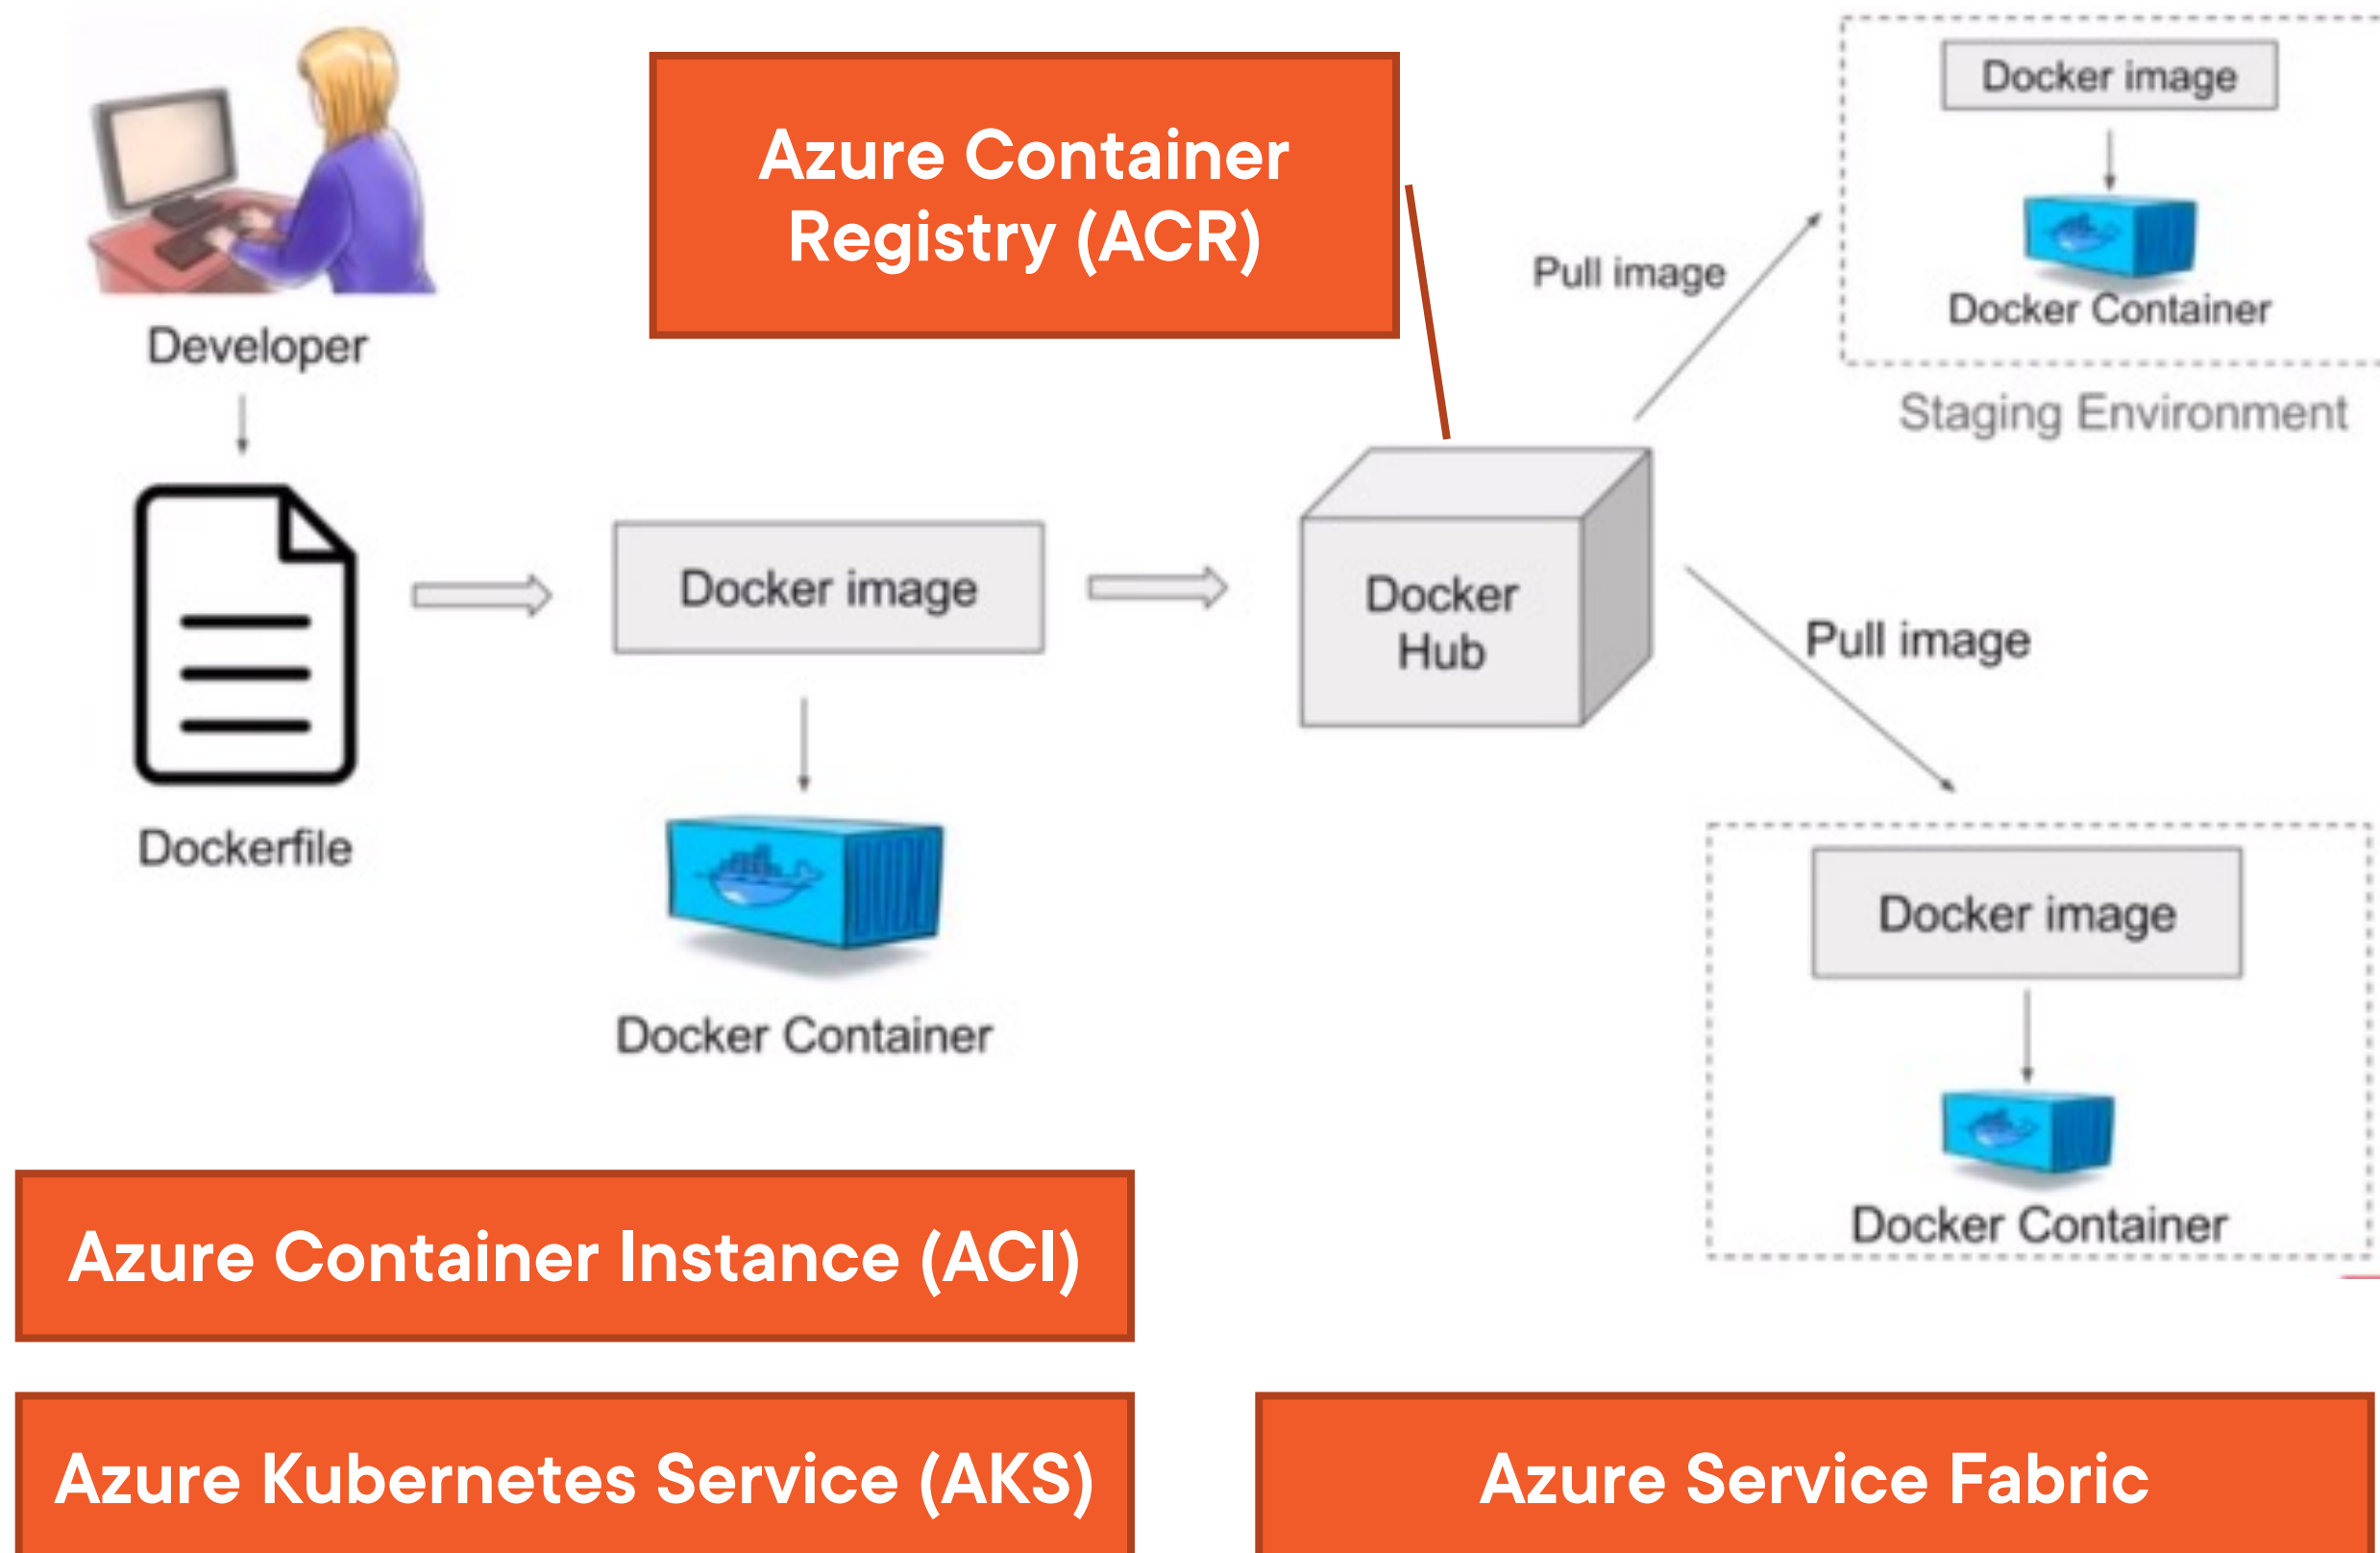 Developer
Dockerfile
Azure Container
Registry (ACR)
Docker image
Docker Container
Docker
Hub
Pull image
Docker image
Docker Container
Staging Environment
Pull image
Docker image
Docker Container
Azure Container Instance (ACI)
Azure Kubernetes Service (AKS)
Azure Service Fabric